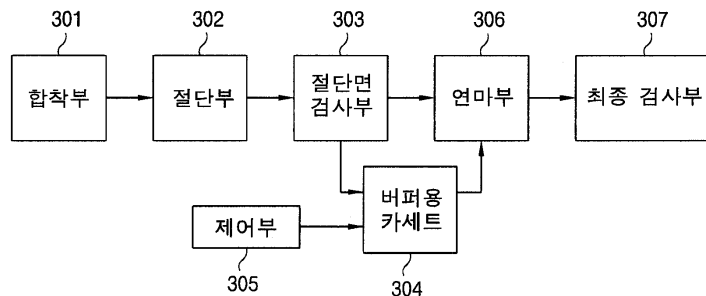 301
302
303
306
307
합착부
절단부
절단면
검사부
연마부
최종 검사부
버퍼용
카세트
제어부
305
304